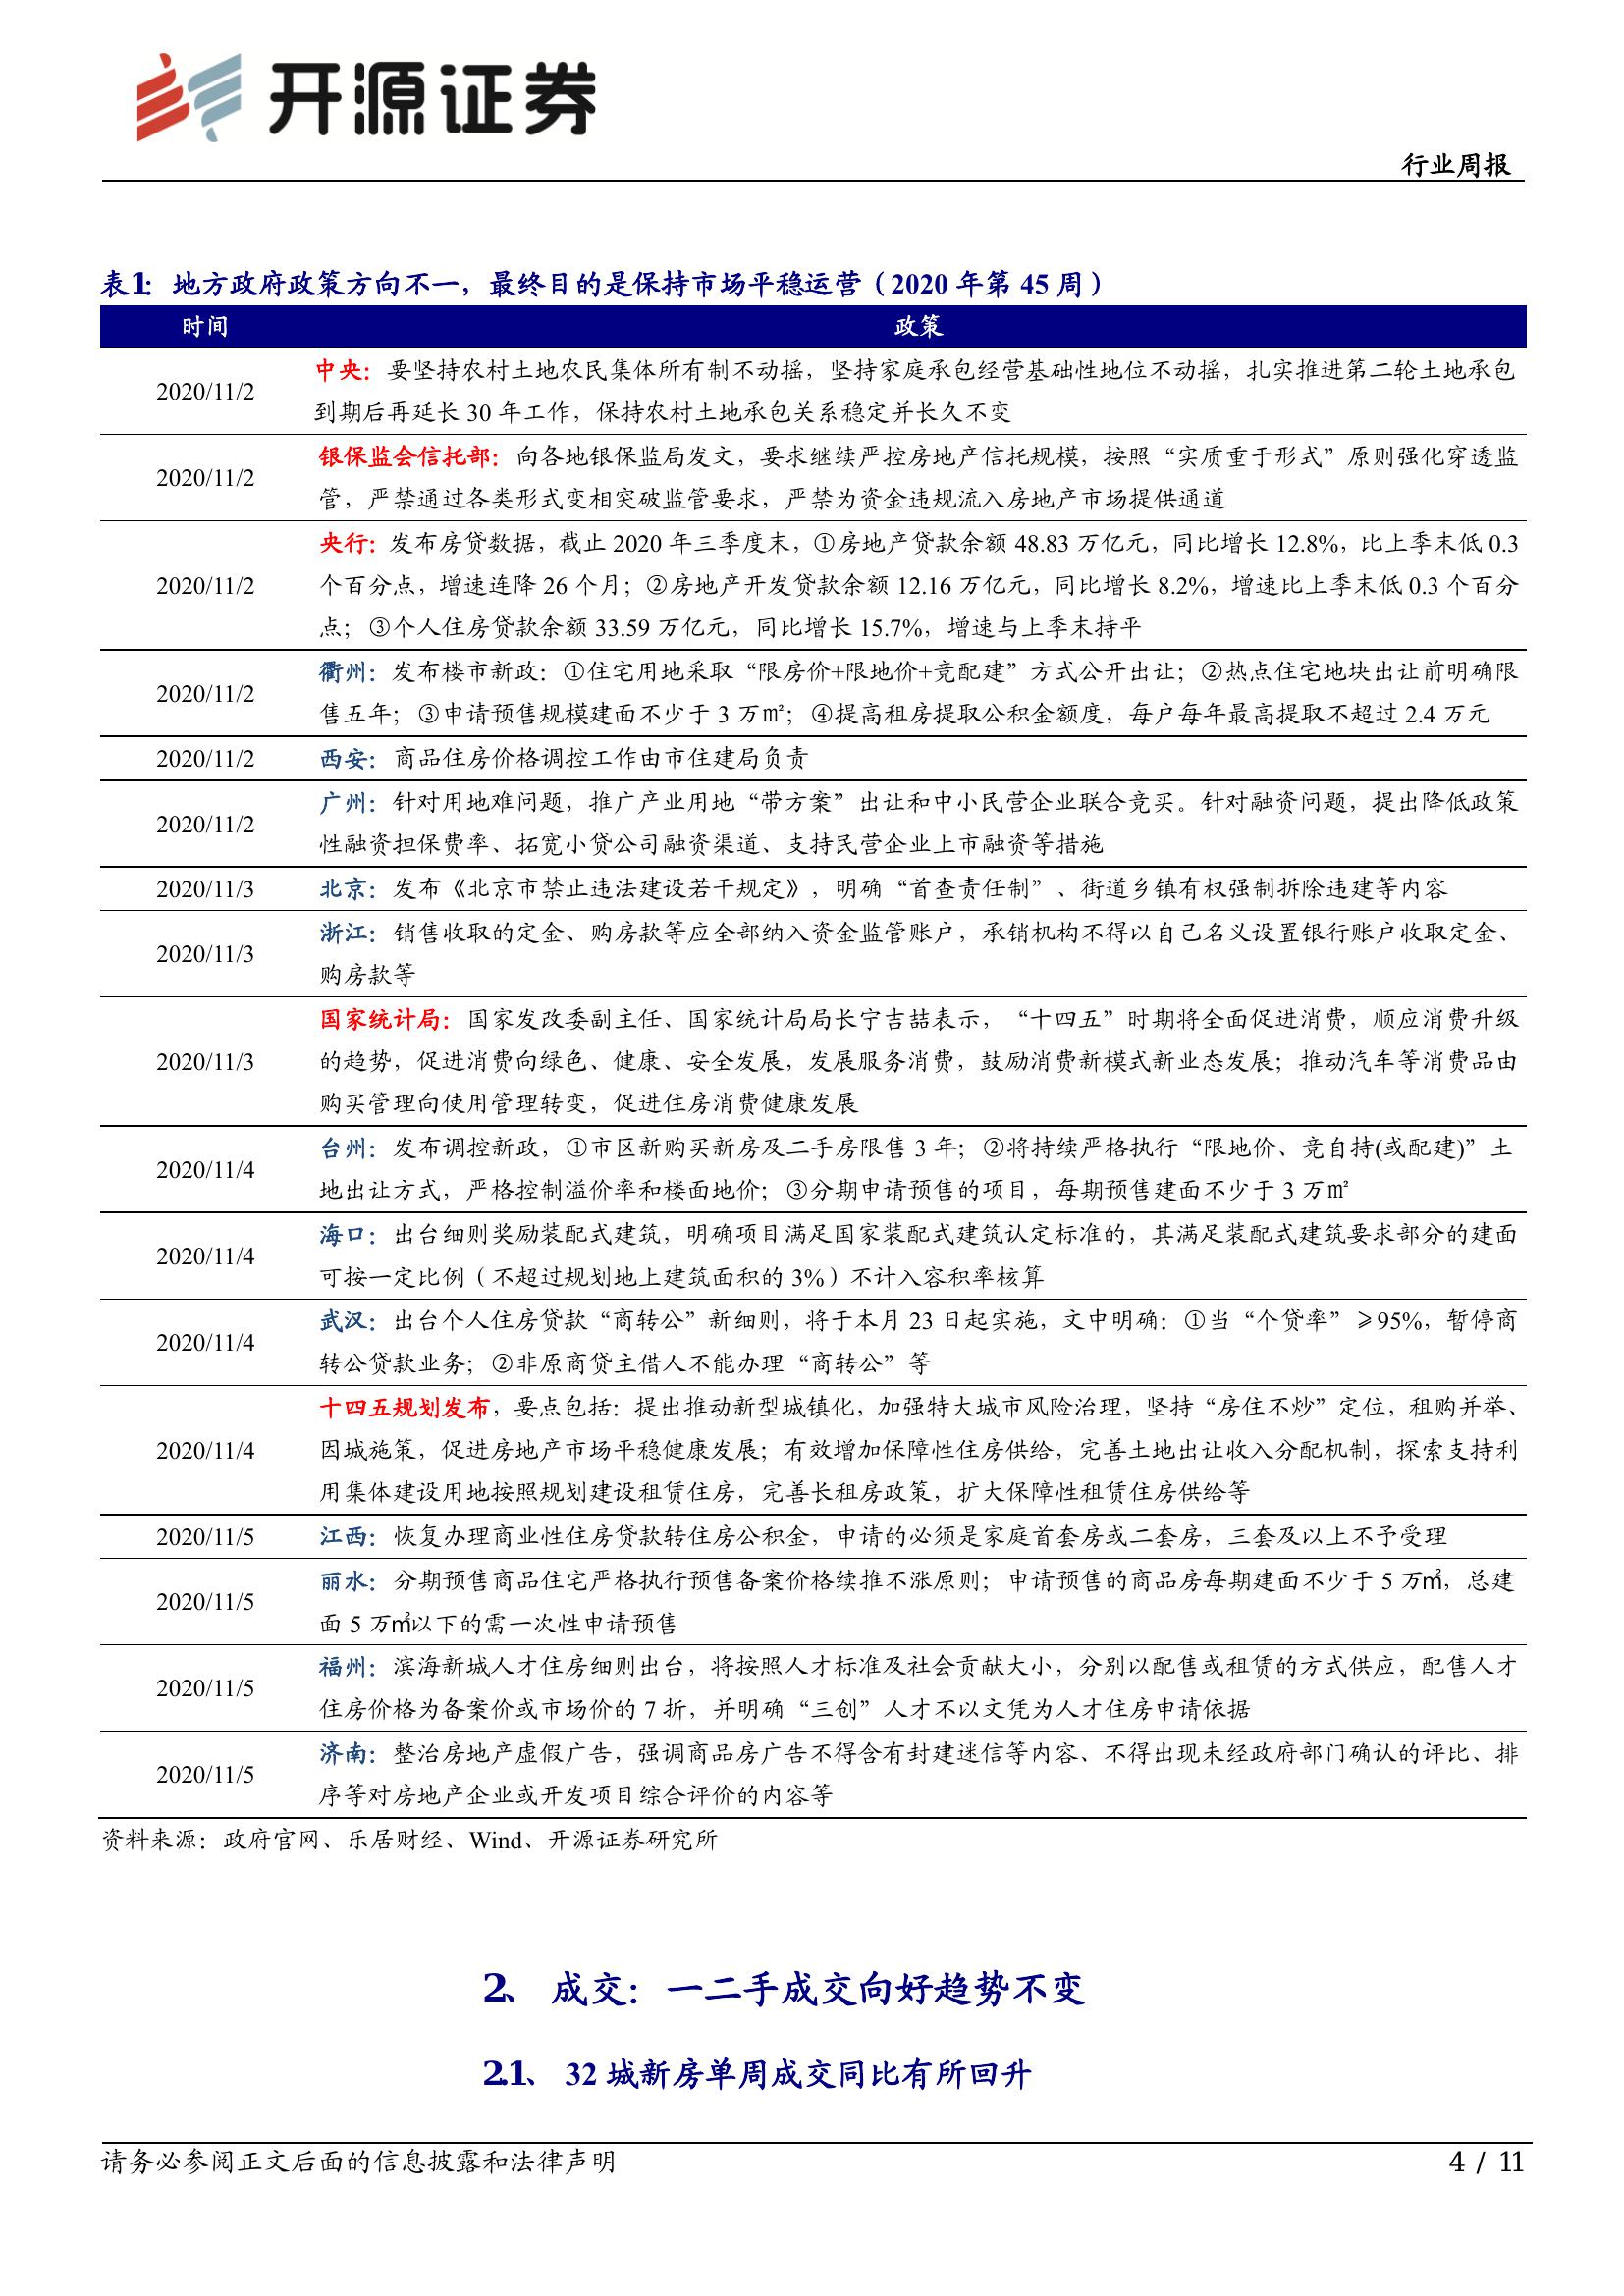 开源证券
行业周报
表1：地方政府政策方向不一，最终目的是保持市场平稳运营（2020 年第 45 周）
时间 政策
2020/11/2 中央：要坚持农村土地农民集体所有制不动摇，坚持家庭承包经营基础性地位不动摇，扎实推进第二轮土地承包
到期后再延长 30 年工作，保持农村土地承包关系稳定并长久不变
2020/11/2 银保监会信托部：向各地银保监局发文，要求继续严控房地产信托规模，按照“实质重于形式”原则强化穿透监
管，严禁通过各类形式变相突破监管要求，严禁为资金违规流入房地产市场提供通道
2020/11/2 央行：发布房贷数据，截止 2020 年三季度末，①房地产贷款余额 48.83 万亿元，同比增长 12.8%，比上季末低 0.3
个百分点，增速连降 26 个月；②房地产开发贷款余额 12.16 万亿元，同比增长 8.2%，增速比上季末低 0.3 个百分
点；③个人住房贷款余额 33.59 万亿元，同比增长 15.7%，增速与上季末持平
2020/11/2 衢州：发布楼市新政：①住宅用地采取“限房价+限地价+竞配建”方式公开出让；②热点住宅地块出让前明确限
售五年；③申请预售规模建面不少于 3 万㎡；④提高租房提取公积金额度，每户每年最高提取不超过 2.4 万元
2020/11/2 西安：商品住房价格调控工作由市住建局负责
2020/11/2 广州：针对用地难问题，推广产业用地“带方案”出让和中小民营企业联合竞买。针对融资问题，提出降低政策
性融资担保费率、拓宽小贷公司融资渠道、支持民营企业上市融资等措施
2020/11/3 北京：发布《北京市禁止违法建设若干规定》，明确“首查责任制”、街道乡镇有权强制拆除违建等内容
2020/11/3 浙江：销售收取的定金、购房款等应全部纳入资金监管账户，承销机构不得以自己名义设置银行账户收取定金、
购房款等
2020/11/3 国家统计局：国家发改委副主任、国家统计局局长宁吉喆表示，“十四五”时期将全面促进消费，顺应消费升级
的趋势，促进消费向绿色、健康、安全发展，发展服务消费，鼓励消费新模式新业态发展；推动汽车等消费品由
购买管理向使用管理转变，促进住房消费健康发展
2020/11/4 台州：发布调控新政，①市区新购买新房及二手房限售 3 年；②将持续严格执行“限地价、竞自持(或配建)”土
地出让方式，严格控制溢价率和楼面地价；③分期申请预售的项目，每期预售建面不少于 3 万㎡
2020/11/4 海口：出台细则奖励装配式建筑，明确项目满足国家装配式建筑认定标准的，其满足装配式建筑要求部分的建面
可按一定比例（不超过规划地上建筑面积的 3%）不计入容积率核算
2020/11/4 武汉：出台个人住房贷款“商转公”新细则，将于本月 23 日起实施，文中明确：①当“个贷率”≥95%，暂停商
转公贷款业务；②非原商贷主借人不能办理“商转公”等
2020/11/4 十四五规划发布，要点包括：提出推动新型城镇化，加强特大城市风险治理，坚持“房住不炒”定位，租购并举、
因城施策，促进房地产市场平稳健康发展；有效增加保障性住房供给，完善土地出让收入分配机制，探索支持利
用集体建设用地按照规划建设租赁住房，完善长租房政策，扩大保障性租赁住房供给等
2020/11/5 江西：恢复办理商业性住房贷款转住房公积金，申请的必须是家庭首套房或二套房，三套及以上不予受理
2020/11/5 丽水：分期预售商品住宅严格执行预售备案价格续推不涨原则；申请预售的商品房每期建面不少于 5 万㎡，总建
面 5 万㎡以下的需一次性申请预售
2020/11/5 福州：滨海新城人才住房细则出台，将按照人才标准及社会贡献大小，分别以配售或租赁的方式供应，配售人才
住房价格为备案价或市场价的 7 折，并明确“三创”人才不以文凭为人才住房申请依据
2020/11/5 济南：整治房地产虚假广告，强调商品房广告不得含有封建迷信等内容、不得出现未经政府部门确认的评比、排
序等对房地产企业或开发项目综合评价的内容等
资料来源：政府官网、乐居财经、Wind、开源证券研究所
2、 成交：一二手成交向好趋势不变
2.1、 32 城新房单周成交同比有所回升
请务必参阅正文后面的信息披露和法律声明 4 / 11